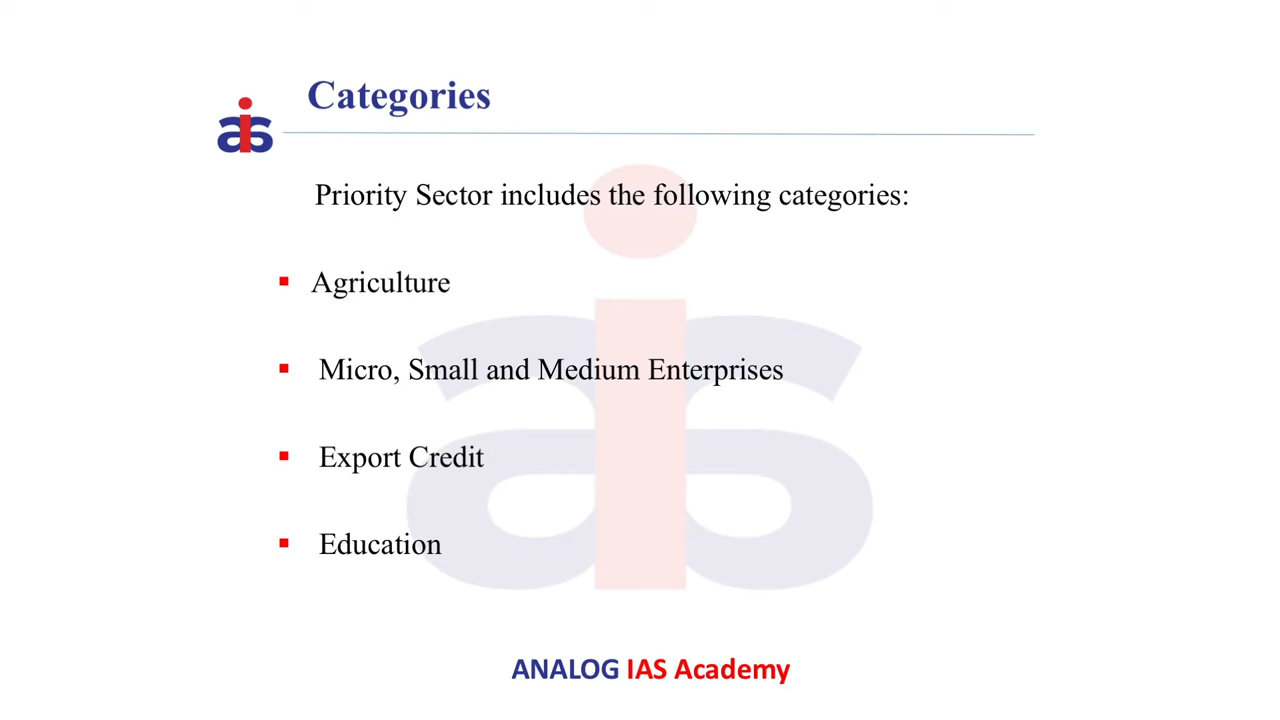 Categories
Priority Sector includes the following categories:
Agriculture
Micro, Small and Medium Enterprises
Export Credit
Education
ANALOG IAS Academy